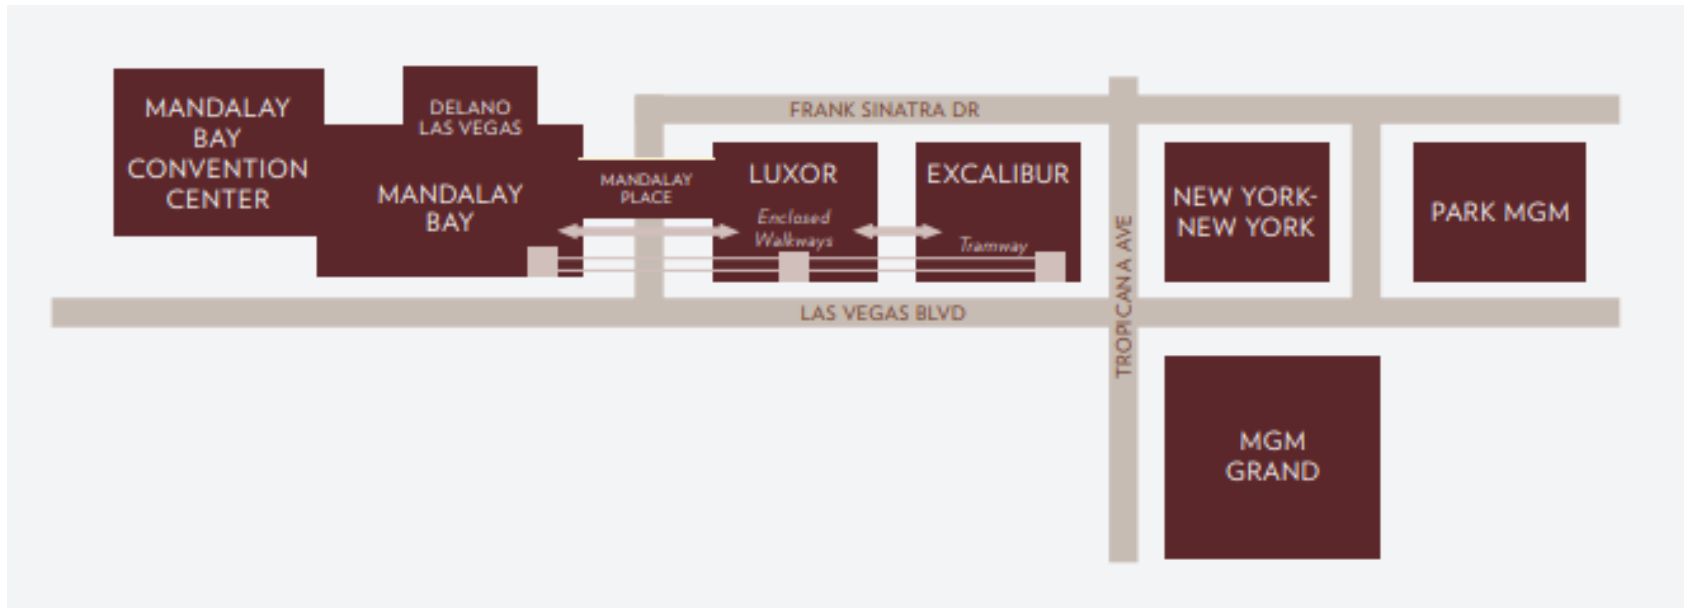 MANDALAY
BAY
CONVENTION
CENTER
DELANO
LAS VEGAS
MANDALAY
BAY
MANDALAY
PLACE
FRANK SINATRA DR
LUXOR
Enclosed
Walkways
EXCALIBUR
Tramway
TROPICANA AVE
NEW YORK-
NEW YORK
PARK MGM
LAS VEGAS BLVD
MGM
GRAND